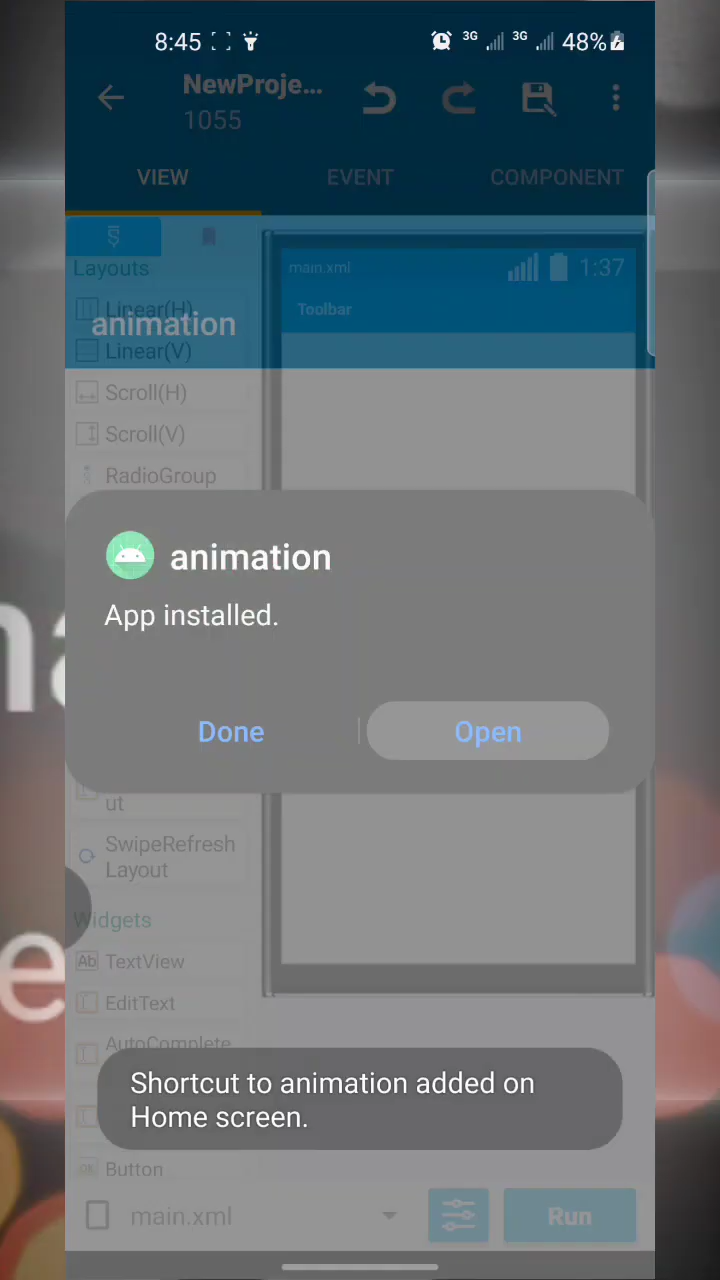 8:45 3G 3G 48%
NewProje...
1055
VIEW EVENT COMPONENT
Layouts
main.xml 1:37
Linear(H)
Toolbar
animation
Linear(V)
Scroll(H)
Scroll(V)
RadioGroup
animation
App installed.
Done Open
ut
SwipeRefresh
Layout
Widgets
Ab TextView
EditText
AutoComplete
Shortcut to animation added on
Home screen.
OK Button
main.xml Run